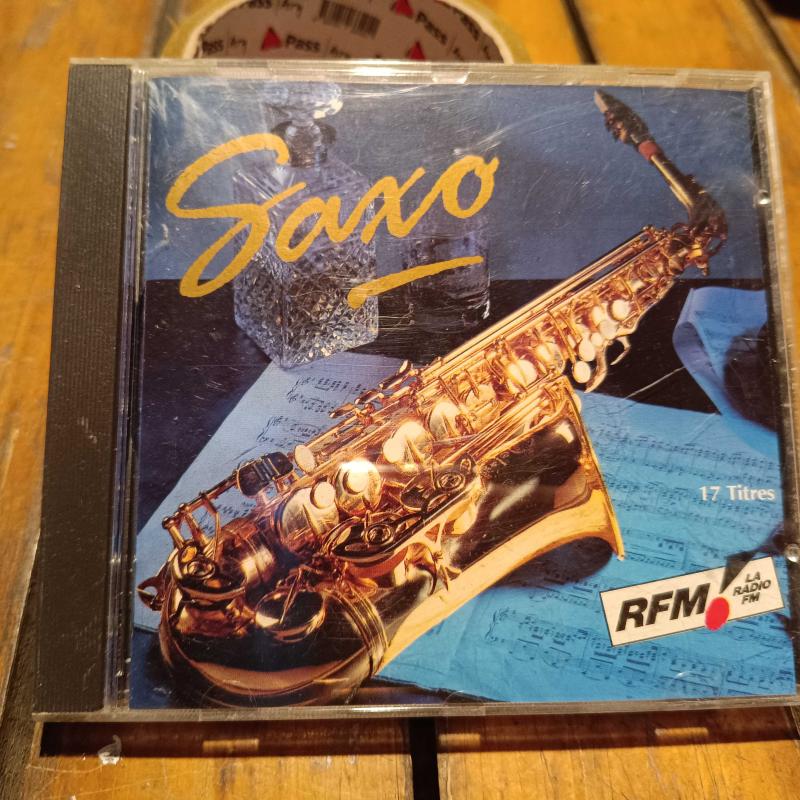 Pass
Pass
Saxo
17 Titres
RFM!
LA
RADIO
FM